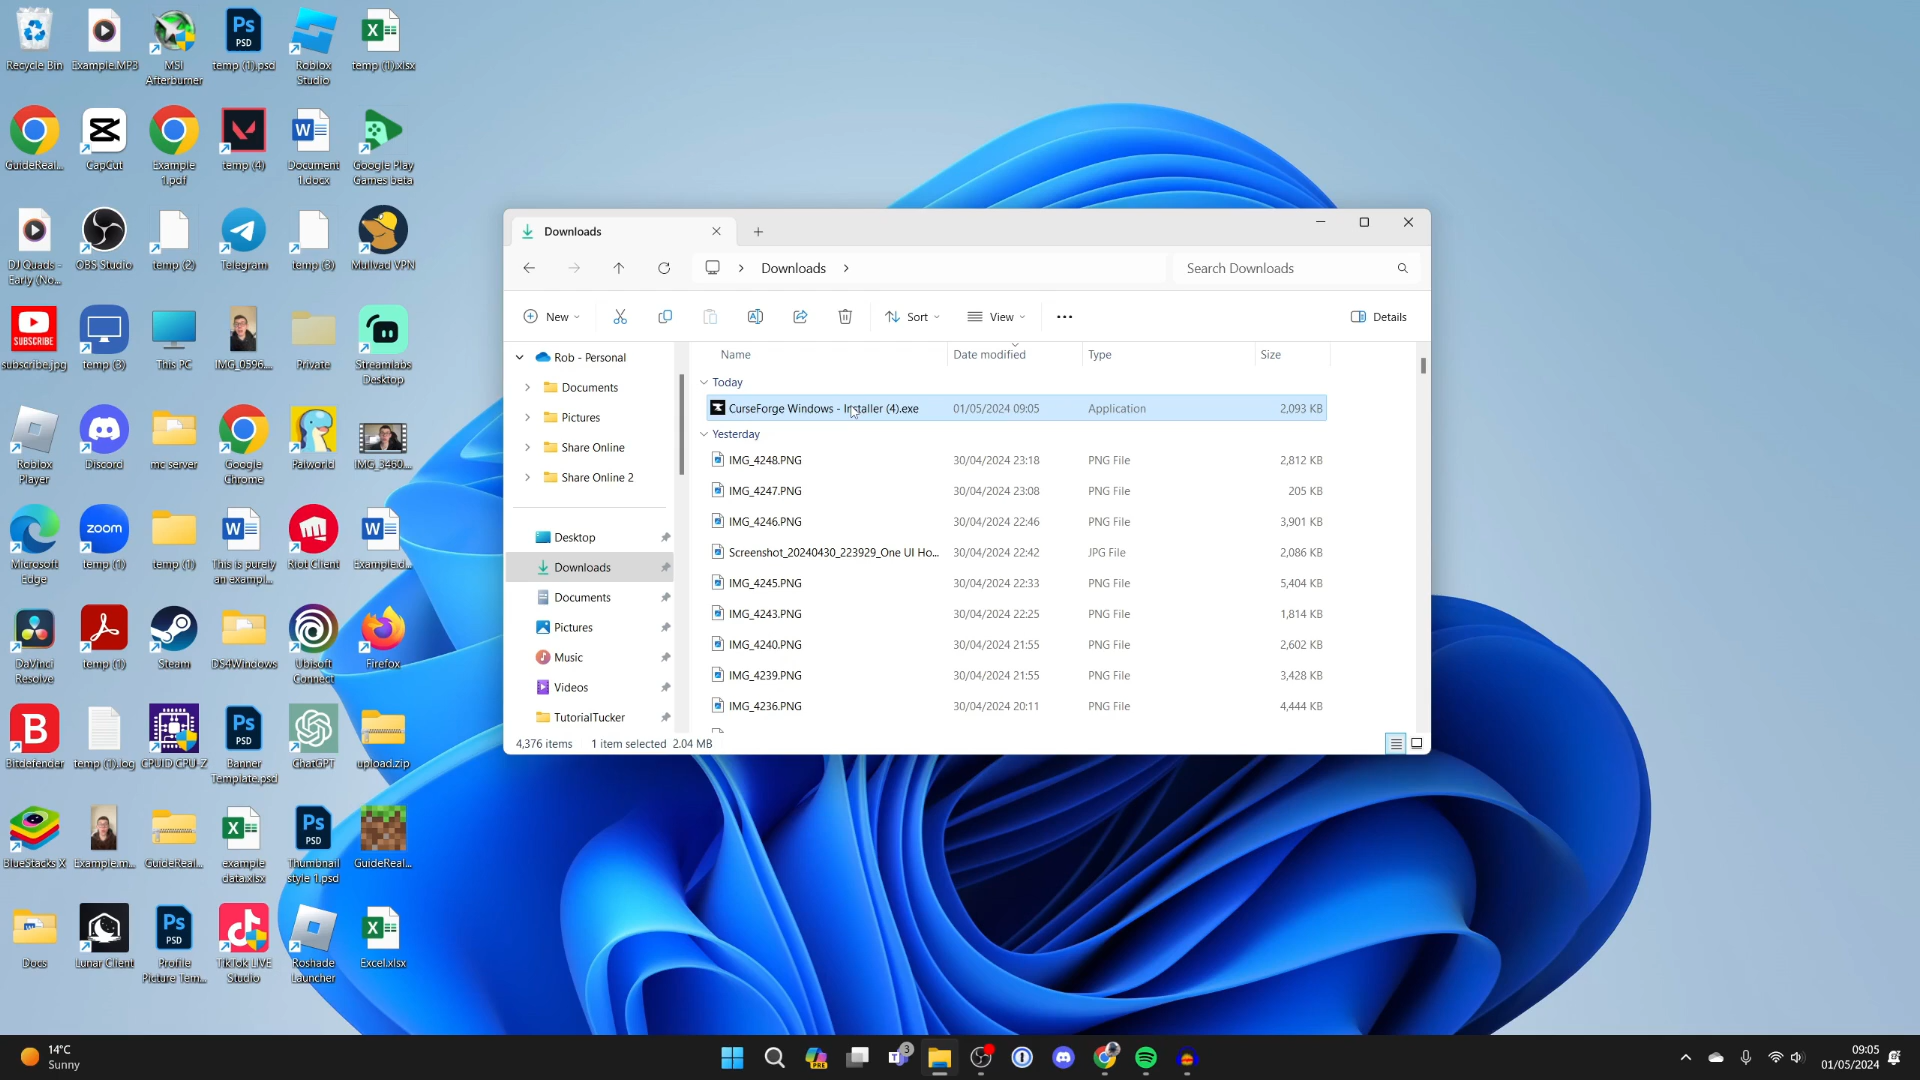 Recycle Bin
Example.MP3
MSI
Afterburner
temp (1).psd
Roblox
Studio
temp (1).xlsx
GuideReal...
CapCut
Example
1.pdf
temp (4)
Document
1.docx
Google Play
Games beta
DJ Quads -
Early (No...
OBS Studio
temp (2)
Telegram
temp (3)
Mullvad VPN
SUBSCRIBE
subscribe.jpg
temp (3)
This PC
IMG_0596...
Private
Streamlabs
Desktop
Roblox
Player
Discord
mc server
Google
Chrome
Palworld
IMG_3460...
Microsoft
Edge
zoom
temp (1)
temp (1)
This is purely
an exampl...
Riot Client
Example.d...
DaVinci
Resolve
temp (1)
Steam
DS4Windows
Ubisoft
Connect
Firefox
Bitdefender
temp (1).log
CPUID CPU-Z
Banner
Template.psd
ChatGPT
upload.zip
BlueStacks X
Example.m...
GuideReal...
example
data.xlsx
Thumbnail
style 1.psd
GuideReal...
Docs
Lunar Client
Profile
Picture Tem...
TikTok LIVE
Studio
Roshade
Launcher
Excel.xlsx
Ps
PSD
Downloads
Downloads
Search Downloads
New
Sort
View
Details
Rob - Personal
Documents
Pictures
Share Online
Share Online 2
Desktop
Downloads
Documents
Pictures
Music
Videos
TutorialTucker
Name Date modified Type Size
Today
CurseForge Windows - Installer (4).exe 01/05/2024 09:05 Application 2,093 KB
Yesterday
IMG_4248.PNG 30/04/2024 23:18 PNG File 2,812 KB
IMG_4247.PNG 30/04/2024 23:08 PNG File 205 KB
IMG_4246.PNG 30/04/2024 22:46 PNG File 3,901 KB
Screenshot_20240430_223929_One UI Ho... 30/04/2024 22:42 JPG File 2,086 KB
IMG_4245.PNG 30/04/2024 22:33 PNG File 5,404 KB
IMG_4243.PNG 30/04/2024 22:25 PNG File 1,814 KB
IMG_4240.PNG 30/04/2024 21:55 PNG File 2,602 KB
IMG_4239.PNG 30/04/2024 21:55 PNG File 3,428 KB
IMG_4236.PNG 30/04/2024 20:11 PNG File 4,444 KB
4,376 items 1 item selected 2.04 MB
14°C
Sunny
PRE
3
09:05
01/05/2024